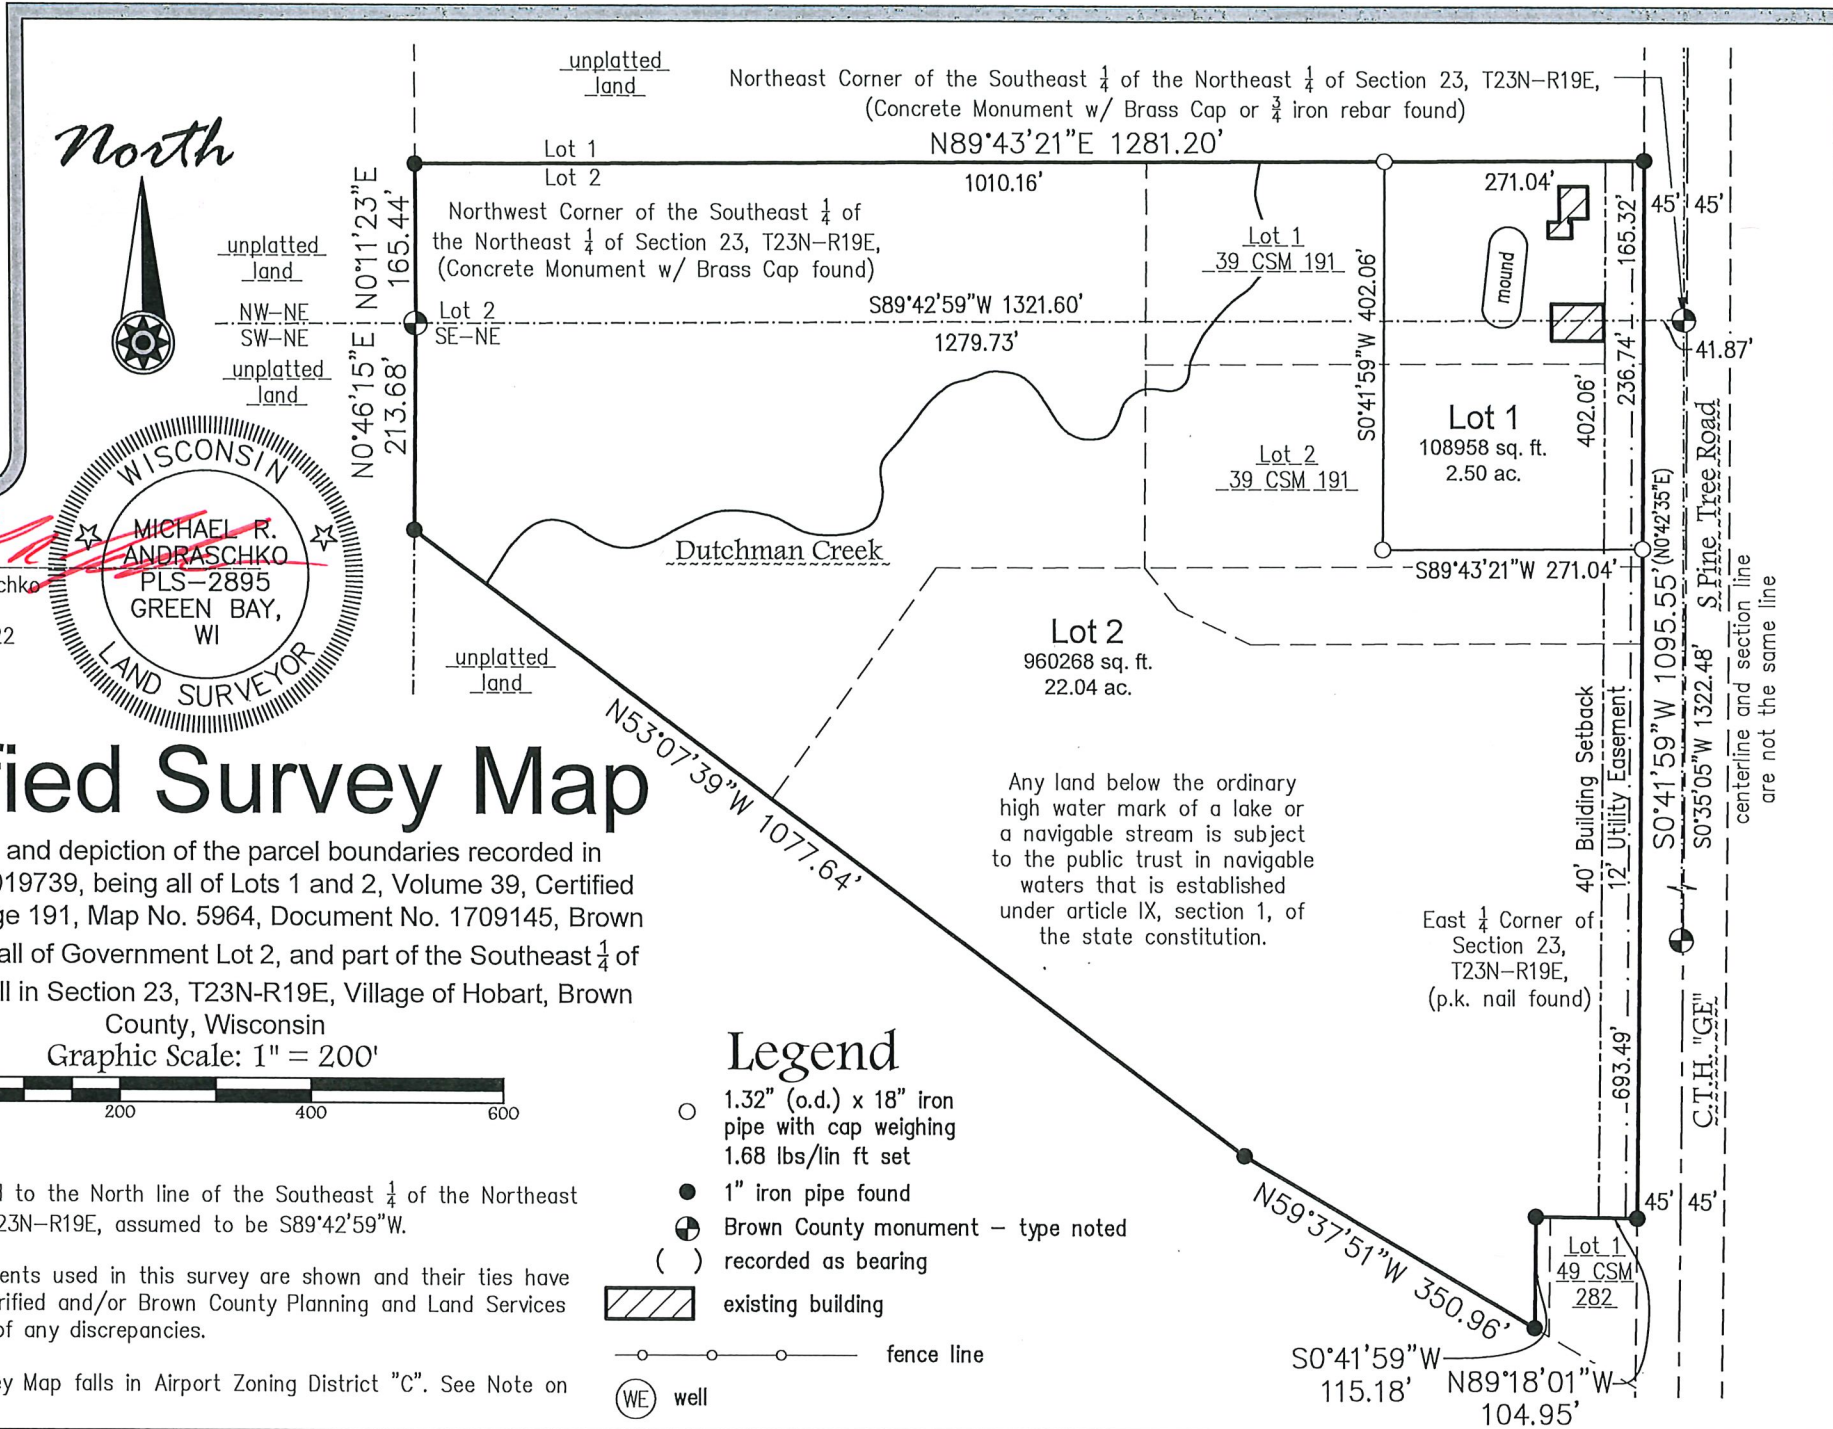 unplatted
land
Northeast Corner of the Southeast ¼ of the Northeast ¼ of Section 23, T23N–R19E,
(Concrete Monument w/ Brass Cap or ¾ iron rebar found)
N89°43'21"E 1281.20'
North
Lot 1
Lot 2
1010.16'
271.04'
45' 45'
N0°11'23"E
165.44'
Northwest Corner of the Southeast ¼ of
the Northeast ¼ of Section 23, T23N–R19E,
(Concrete Monument w/ Brass Cap found)
unplatted
land
Lot 1
39 CSM 191
S0°41'59"W 402.06'
mound
165.32'
NW–NE
SW–NE
Lot 2
SE–NE
S89°42'59"W 1321.60'
1279.73'
41.87'
unplatted
land
N0°46'15"E
213.68'
236.74'
402.06'
Lot 1
108958 sq. ft.
2.50 ac.
Lot 2
39 CSM 191
S Pine Tree Road
WISCONSIN
MICHAEL R.
ANDRASCHKO
PLS–2895
GREEN BAY,
WI
LAND SURVEYOR
chko
22
Dutchman Creek
S89°43'21"W 271.04'
(N0°42'35"E)
S0°41'59"W 1095.55'
S0°35'05"W 1322.48'
centerline and section line
are not the same line
Lot 2
960268 sq. ft.
22.04 ac.
unplatted
land
N53°07'39"W 1077.64'
40' Building Setback
12' Utility Easement
fied Survey Map
and depiction of the parcel boundaries recorded in
019739, being all of Lots 1 and 2, Volume 39, Certified
ge 191, Map No. 5964, Document No. 1709145, Brown
all of Government Lot 2, and part of the Southeast ¼ of
ll in Section 23, T23N-R19E, Village of Hobart, Brown
County, Wisconsin
Graphic Scale: 1" = 200'
200 400 600
Any land below the ordinary
high water mark of a lake or
a navigable stream is subject
to the public trust in navigable
waters that is established
under article IX, section 1, of
the state constitution.
East ¼ Corner of
Section 23,
T23N–R19E,
(p.k. nail found)
693.49'
C.T.H. "GE"
to the North line of the Southeast ¼ of the Northeast
23N–R19E, assumed to be S89°42'59"W.
ents used in this survey are shown and their ties have
rified and/or Brown County Planning and Land Services
of any discrepancies.
ey Map falls in Airport Zoning District "C". See Note on
Legend
1.32" (o.d.) x 18" iron
pipe with cap weighing
1.68 lbs/lin ft set
1" iron pipe found
Brown County monument – type noted
( ) recorded as bearing
existing building
fence line
WE well
N59°37'51"W 350.96'
45' 45'
Lot 1
49 CSM
282
S0°41'59"W
115.18'
N89°18'01"W
104.95'